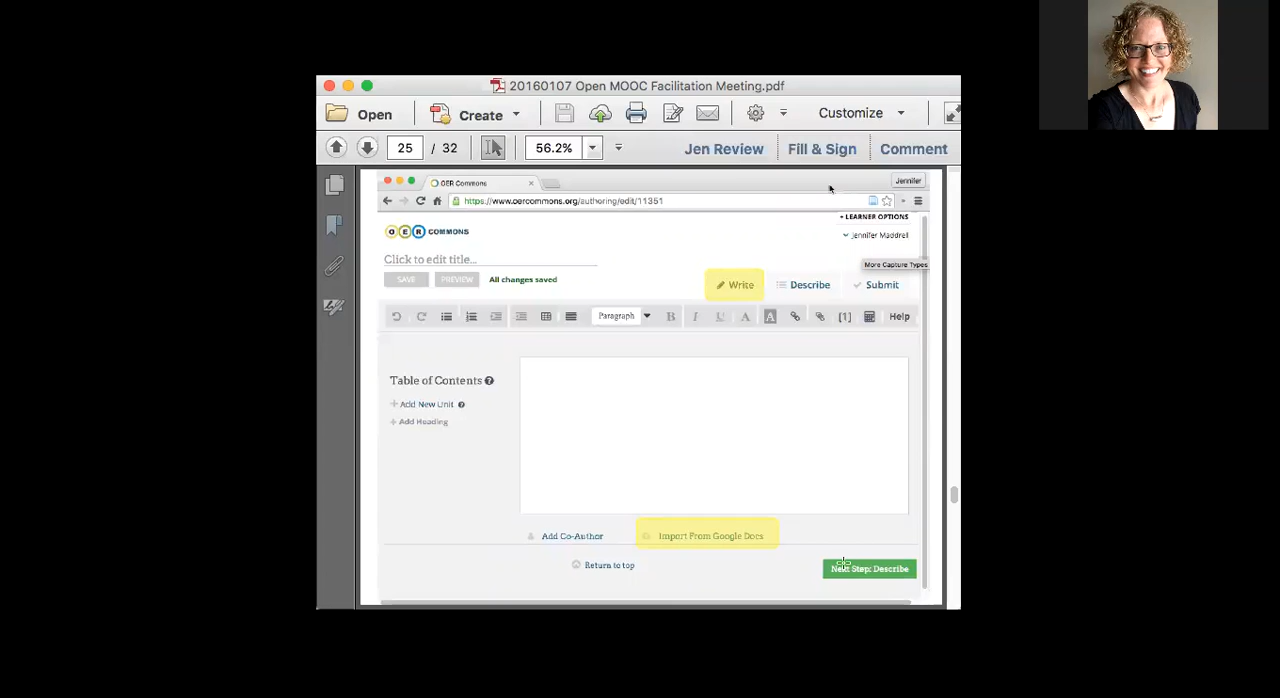 20160107 Open MOOC Facilitation Meeting.pdf
Open Create Customize
25 / 32 56.2% Jen Review Fill & Sign Comment
OER Commons Jennifer
https://www.oercommons.org/authoring/edit/11351
LEARNER OPTIONS
OER COMMONS Jennifer Maddrell
Click to edit title...
More Capture Types
SAVE PREVIEW All changes saved Write Describe Submit
Paragraph B I U A A [1] Help
Table of Contents
+ Add New Unit
+ Add Heading
Add Co-Author Import From Google Docs
Return to top Next Step: Describe